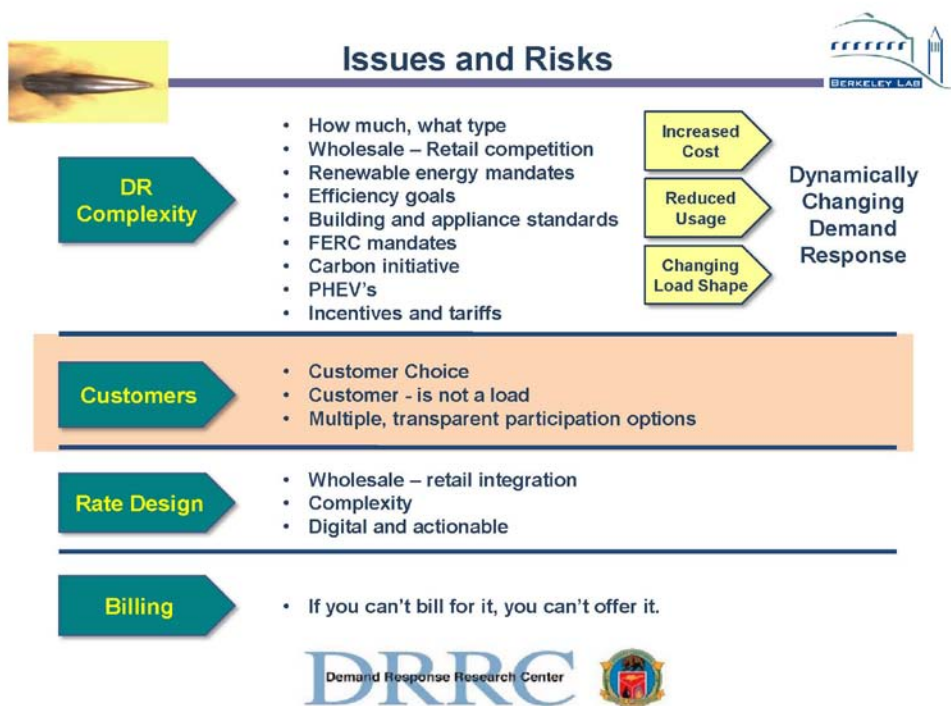 Issues and Risks
BERKELEY LAB
DR
Complexity
• How much, what type
• Wholesale – Retail competition
• Renewable energy mandates
• Efficiency goals
• Building and appliance standards
• FERC mandates
• Carbon initiative
• PHEV's
• Incentives and tariffs
Increased
Cost
Reduced
Usage
Changing
Load Shape
Dynamically
Changing
Demand
Response
Customers
• Customer Choice
• Customer - is not a load
• Multiple, transparent participation options
Rate Design
• Wholesale – retail integration
• Complexity
• Digital and actionable
Billing
• If you can't bill for it, you can't offer it.
DRRC
Demand Response Research Center